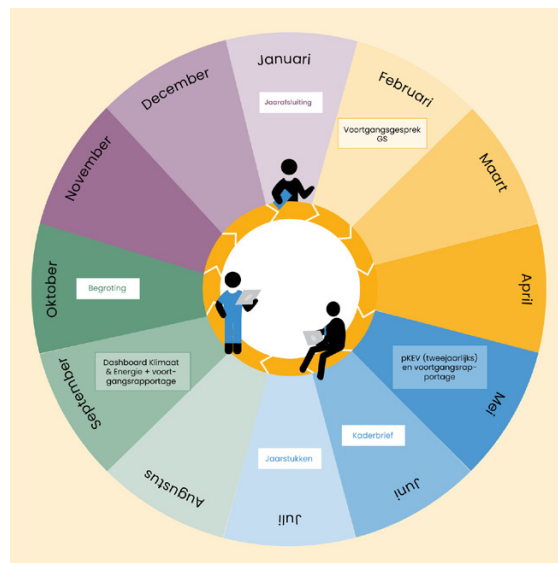 Januari
Jaarafsluiting
Februari
Voortgangsgesprek
GS
Maart
April
Mei
pKEV (tweejaarlijks)
en voortgangsrap-
portage
Juni
Kaderbrief
Juli
Jaarstukken
Augustus
September
Dashboard Klimaat
& Energie + voort-
gangsrapportage
Oktober
Begroting
November
December